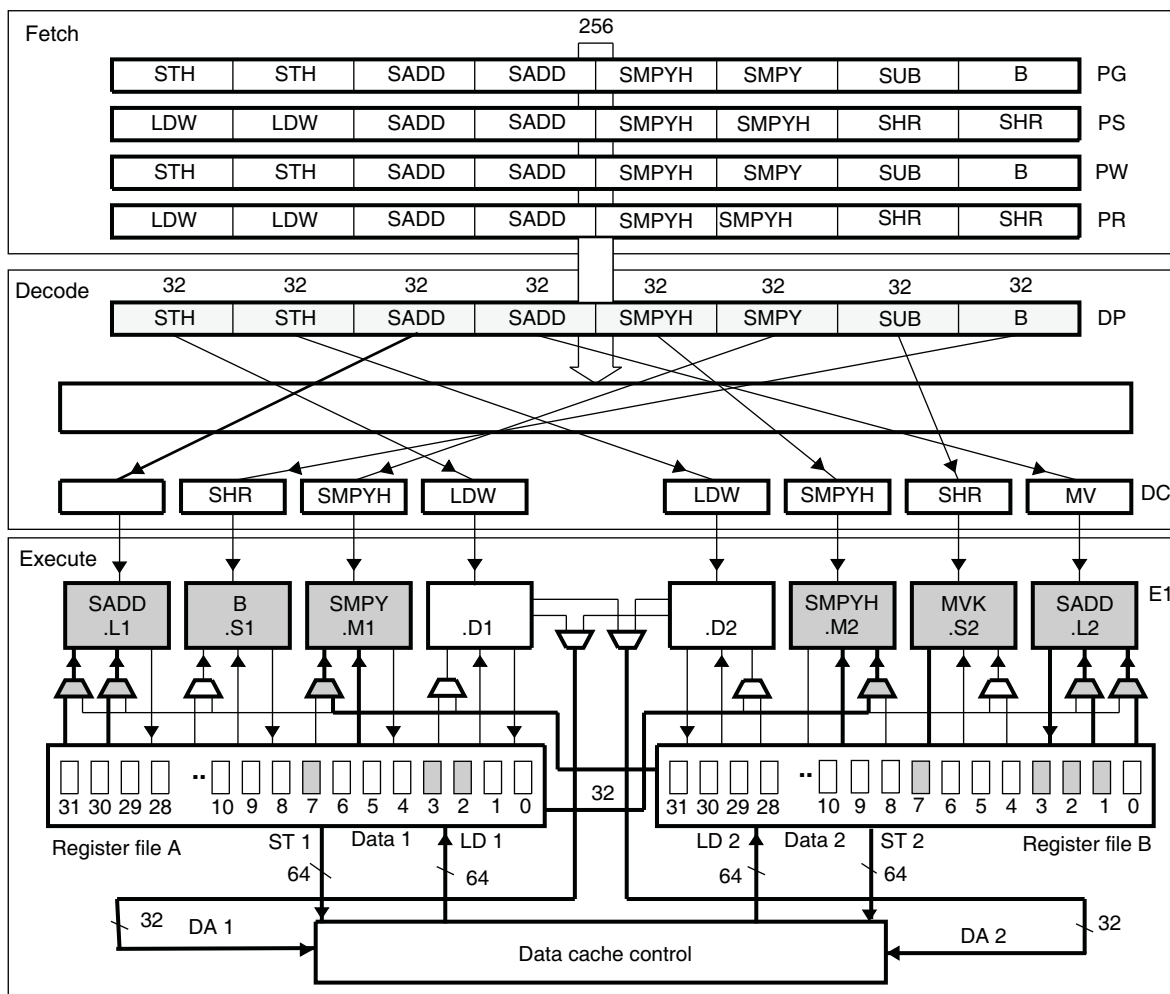 Fetch
256
STH STH SADD SADD SMPYH SMPY SUB B PG
LDW LDW SADD SADD SMPYH SMPYH SHR SHR PS
STH STH SADD SADD SMPYH SMPY SUB B PW
LDW LDW SADD SADD SMPYH SMPYH SHR SHR PR
Decode
32 32 32 32 32 32 32 32
STH STH SADD SADD SMPYH SMPY SUB B DP
SHR SMPYH LDW LDW SMPYH SHR MV DC
Execute
SADD B SMPY SMPYH MVK SADD E1
.L1 .S1 .M1 .D1 .D2 .M2 .S2 .L2
31 30 29 28 .. 10 9 8 7 6 5 4 3 2 1 0 32 31 30 29 28 .. 10 9 8 7 6 5 4 3 2 1 0
Register file A ST 1 Data 1 LD 1 LD 2 Data 2 ST 2 Register file B
64 64 64 64
32 DA 1 DA 2 32
Data cache control